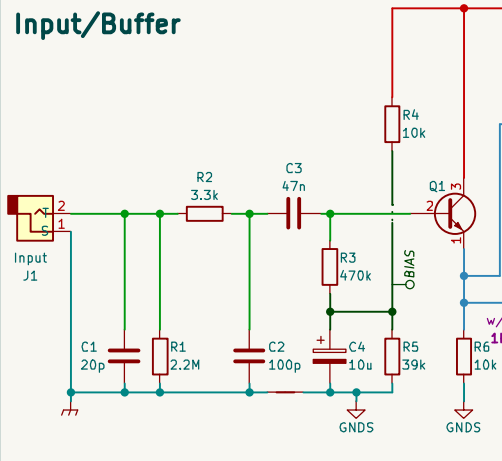 Input/Buffer
R4
10k
R2
3.3k
C3
47n
Q1
3
2
1
2
T
1
S
Input
J1
R3
470k
BIAS
C1
20p
R1
2.2M
C2
100p
+
C4
10u
R5
39k
w/
R6
10k
GNDS
GNDS